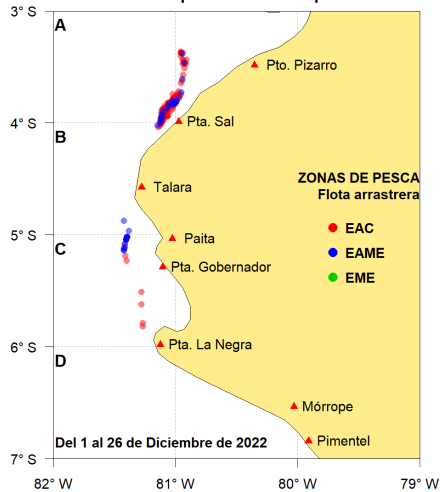 3° S
A
Pto. Pizarro
4° S
Pta. Sal
B
ZONAS DE PESCA
Talara
Flota arrastrera
EAC
5° S
Paita
C
EAME
Pta. Gobernador
EME
6° S
Pta. La Negra
D
Mórrope
Del 1 al 26 de Diciembre de 2022
Pimentel
7° S
82° W
81° W
80° W
79° W